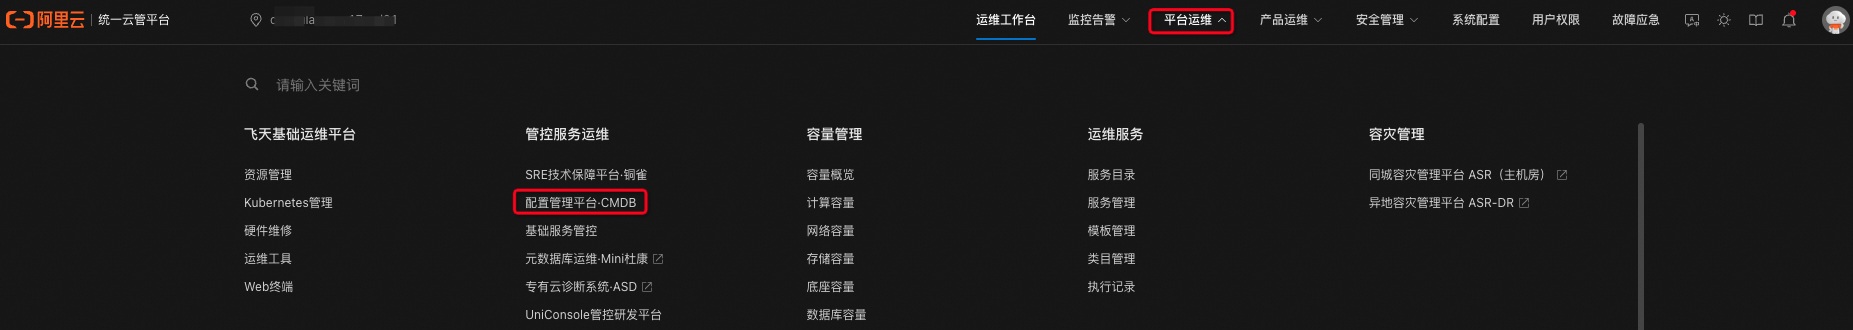 阿里云 统一云管平台 运维工作台 监控告警 平台运维 产品运维 安全管理 系统配置 用户权限 故障应急
请输入关键词
飞天基础运维平台 管控服务运维 容量管理 运维服务 容灾管理
资源管理 SRE技术保障平台·铜雀 容量概览 服务目录 同城容灾管理平台 ASR（主机房）
Kubernetes管理 配置管理平台·CMDB 计算容量 服务管理 异地容灾管理平台 ASR-DR
硬件维修 基础服务管控 网络容量 模板管理
运维工具 元数据库运维·Mini杜康 存储容量 类目管理
Web终端 专有云诊断系统·ASD 底座容量 执行记录
UniConsole管控研发平台 数据库容量